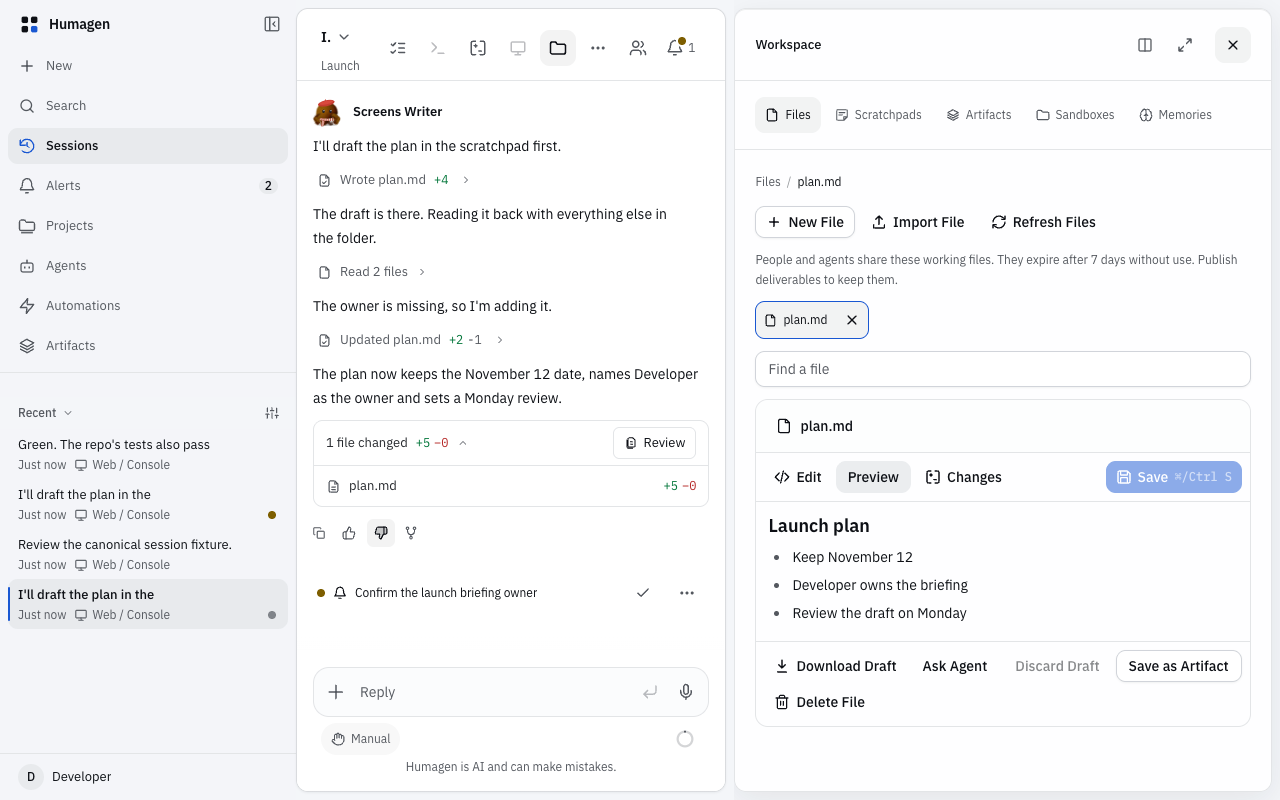 Humagen
New
Search
Sessions
Alerts
2
Projects
Agents
Automations
Artifacts
Recent
Green. The repo's tests also pass
Just now Web / Console
I'll draft the plan in the
Just now Web / Console
Review the canonical session fixture.
Just now Web / Console
I'll draft the plan in the
Just now Web / Console
D Developer
I.
Launch
1
Screens Writer
I'll draft the plan in the scratchpad first.
Wrote plan.md +4
The draft is there. Reading it back with everything else in
the folder.
Read 2 files
The owner is missing, so I'm adding it.
Updated plan.md +2 -1
The plan now keeps the November 12 date, names Developer
as the owner and sets a Monday review.
1 file changed +5 −0
Review
plan.md +5 −0
Confirm the launch briefing owner
Reply
Manual
Humagen is AI and can make mistakes.
Workspace
Files Scratchpads Artifacts Sandboxes Memories
Files / plan.md
New File Import File Refresh Files
People and agents share these working files. They expire after 7 days without use. Publish
deliverables to keep them.
plan.md
Find a file
plan.md
Edit Preview Changes Save ⌘/Ctrl S
Launch plan
• Keep November 12
• Developer owns the briefing
• Review the draft on Monday
Download Draft Ask Agent Discard Draft Save as Artifact
Delete File